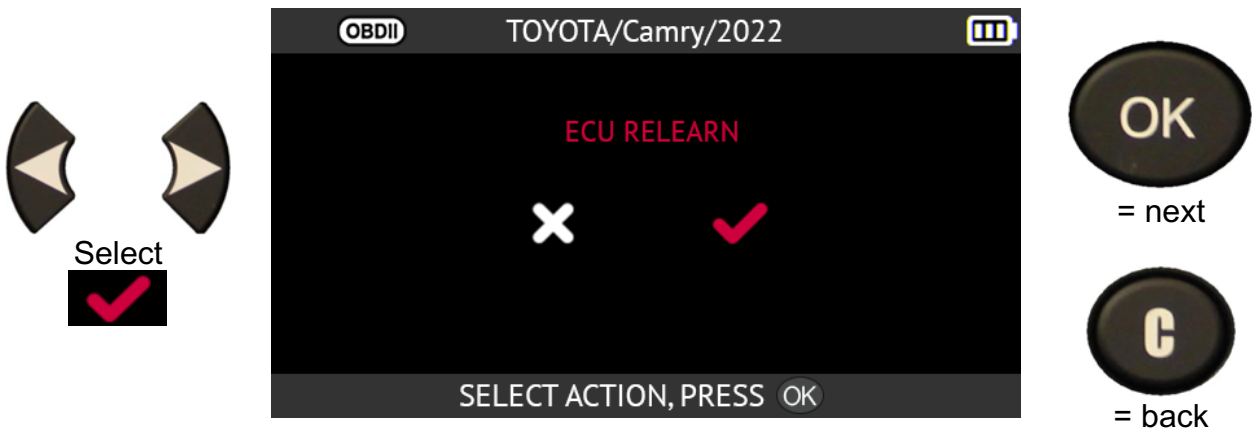 OBDII TOYOTA/Camry/2022
ECU RELEARN
SELECT ACTION, PRESS OK
Select
OK
= next
C
= back